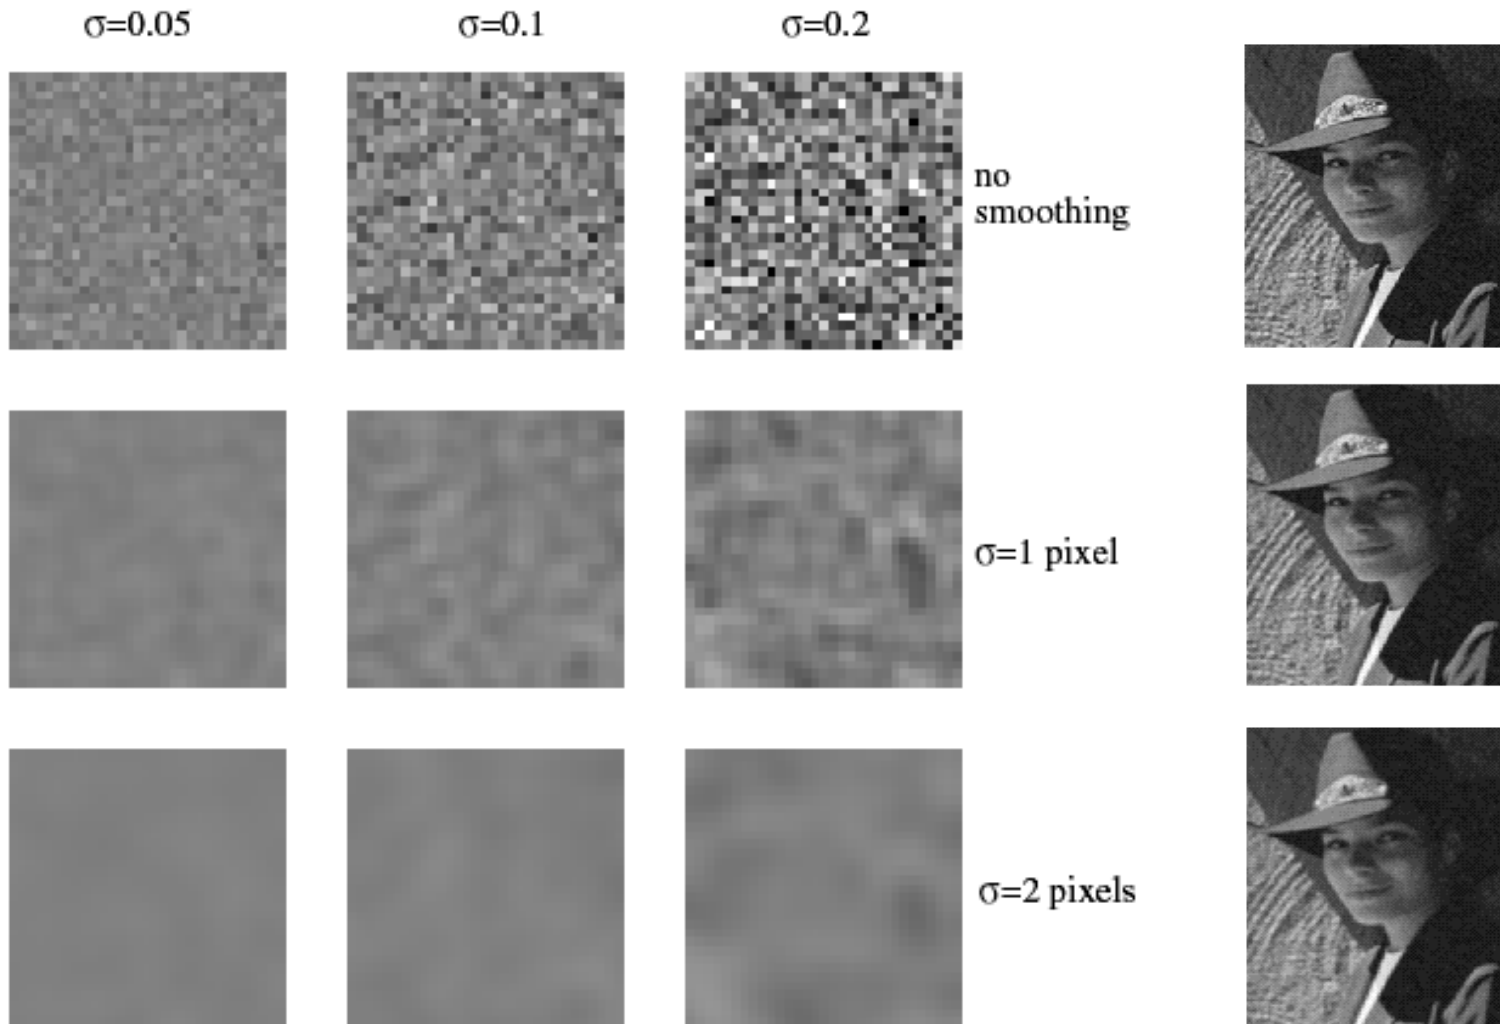 σ=0.05
σ=0.1
σ=0.2
no
smoothing
σ=1 pixel
σ=2 pixels